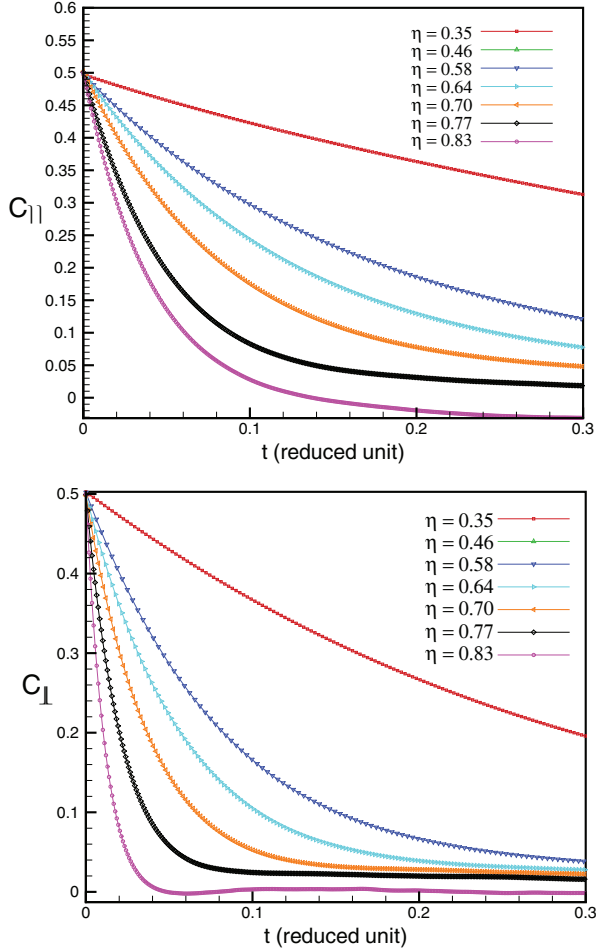 0.6
0.55
0.5
0.45
0.4
0.35
0.3
0.25
0.2
0.15
0.1
0.05
0
C||
η = 0.35
η = 0.46
η = 0.58
η = 0.64
η = 0.70
η = 0.77
η = 0.83
0 0.1 0.2 0.3
t (reduced unit)
0.5
0.4
0.3
0.2
0.1
0
C⊥
η = 0.35
η = 0.46
η = 0.58
η = 0.64
η = 0.70
η = 0.77
η = 0.83
0 0.1 0.2 0.3
t (reduced unit)